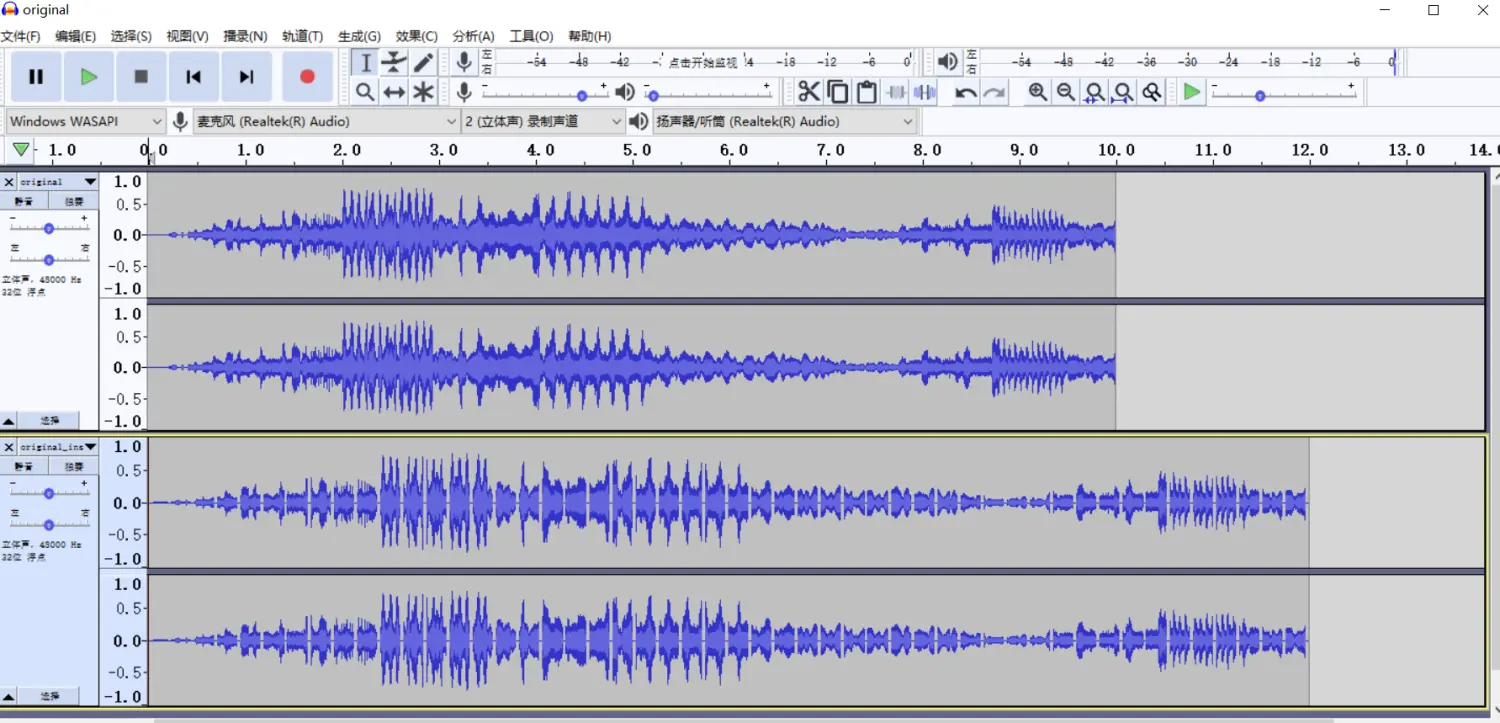 original
文件(F) 编辑(E) 选择(S) 视图(V) 播录(N) 轨道(T) 生成(G) 效果(C) 分析(A) 工具(O) 帮助(H)
左 -54 -48 -42 点击开始监视 -18 -12 -6 0 左 -54 -48 -42 -36 -30 -24 -18 -12 -6 0
右 右
- + - + - +
Windows WASAPI 麦克风 (Realtek(R) Audio) 2 (立体声) 录制声道 扬声器/听筒 (Realtek(R) Audio)
- 1.0 0.0 1.0 2.0 3.0 4.0 5.0 6.0 7.0 8.0 9.0 10.0 11.0 12.0 13.0 14.0
original 1.0
静音 独奏 0.5-
- + 0.0-
左 右 -0.5-
立体声, 48000 Hz -1.0
32位 浮点
1.0
0.5-
0.0-
-0.5-
选择 -1.0
original_ins 1.0
静音 独奏 0.5-
- + 0.0-
左 右 -0.5-
立体声, 48000 Hz -1.0
32位 浮点
1.0
0.5-
0.0-
-0.5-
选择 -1.0